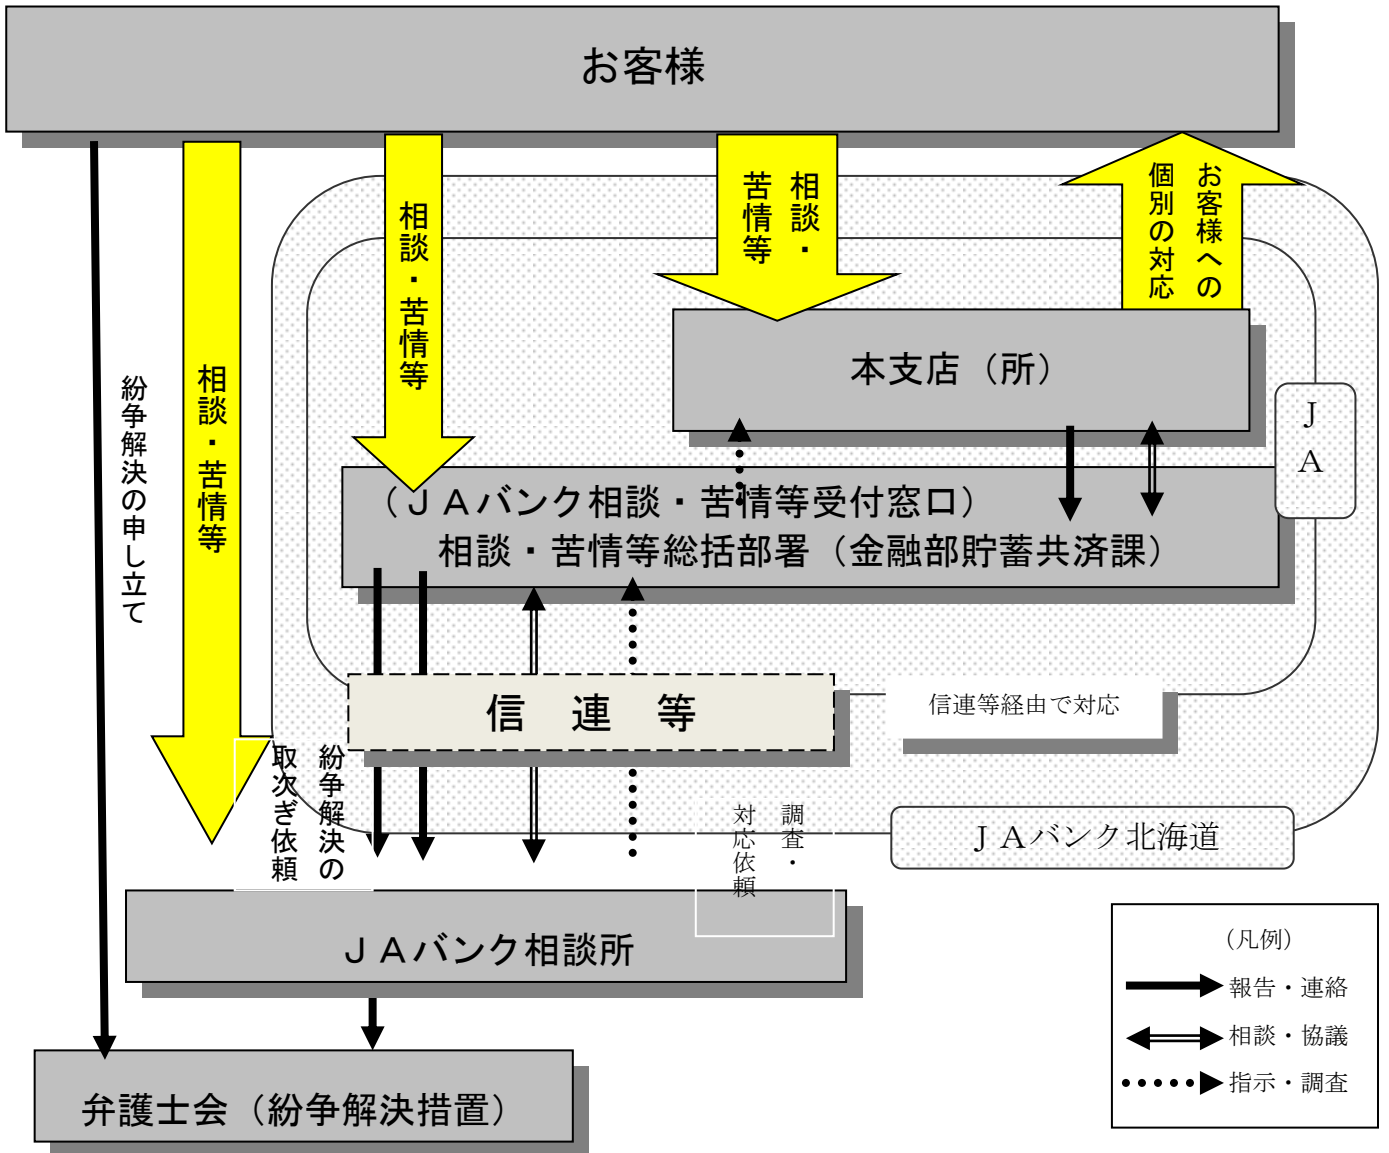 お客様
相談・
苦情等
お客様への
個別の対応
相談・苦情等
相談・苦情等
紛争解決の申し立て
本支店（所）
ＪＡ
（ＪＡバンク相談・苦情等受付窓口）
相談・苦情等総括部署（金融部貯蓄共済課）
信　連　等
信連等経由で対応
紛争解決の
取次ぎ依頼
調査・
対応依頼
ＪＡバンク北海道
ＪＡバンク相談所
弁護士会（紛争解決措置）
（凡例）
報告・連絡
相談・協議
指示・調査